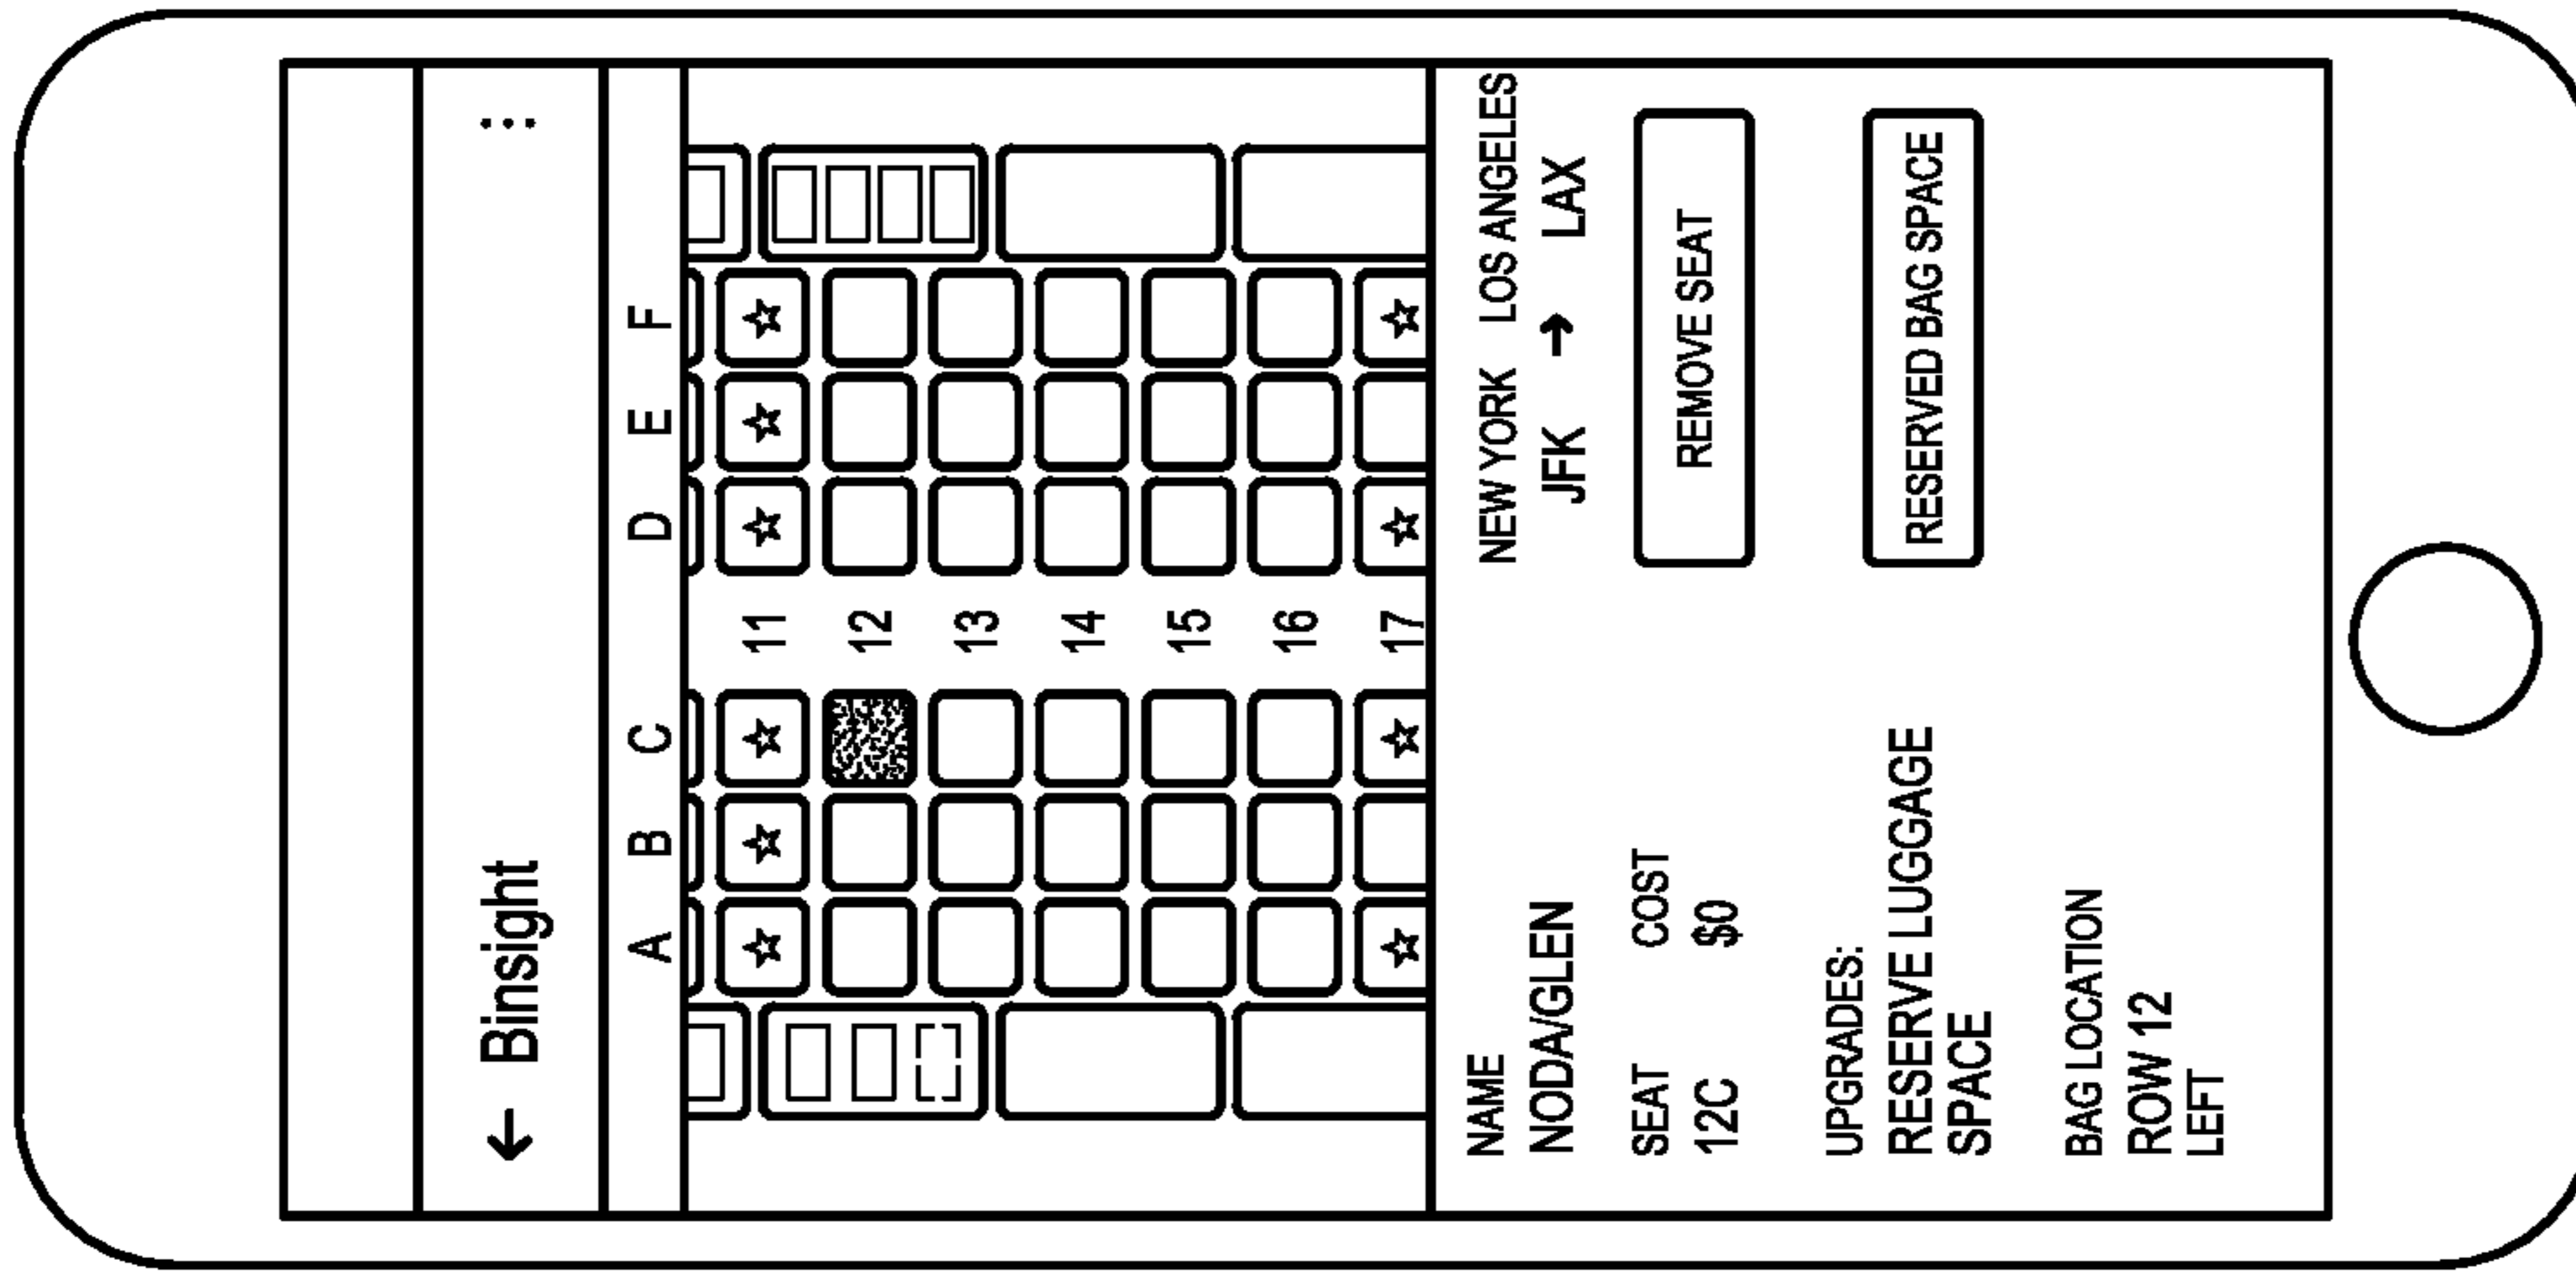 ← Binsight ⋮
A B C D E F
11
12
13
14
15
16
17
NAME
NODA/GLEN
NEW YORK LOS ANGELES
JFK → LAX
SEAT COST
12C $0
REMOVE SEAT
UPGRADES:
RESERVE LUGGAGE
SPACE
RESERVED BAG SPACE
BAG LOCATION
ROW 12
LEFT